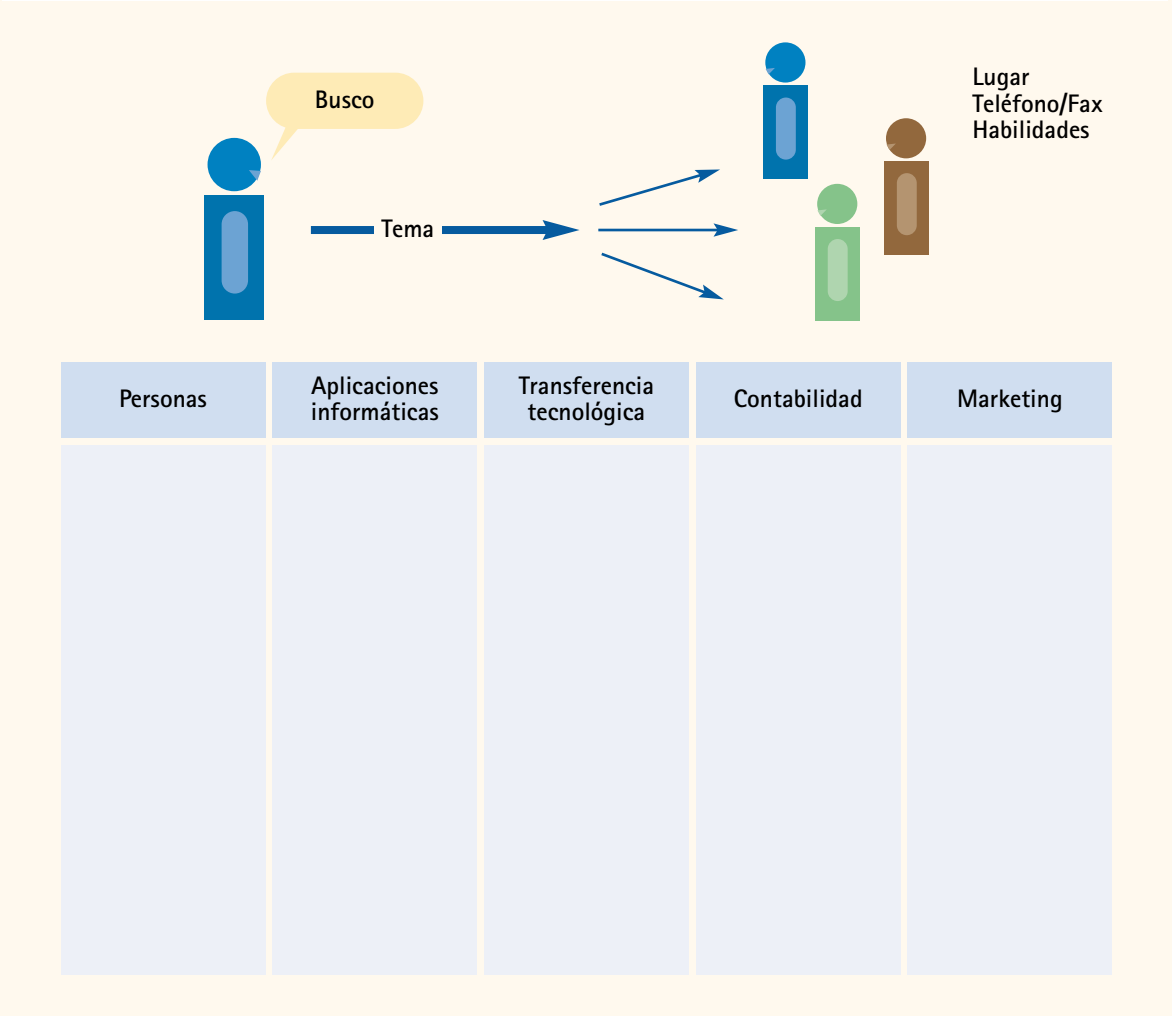 Busco
Lugar
Teléfono/Fax
Habilidades
Tema
Personas
Aplicaciones
informáticas
Transferencia
tecnológica
Contabilidad
Marketing